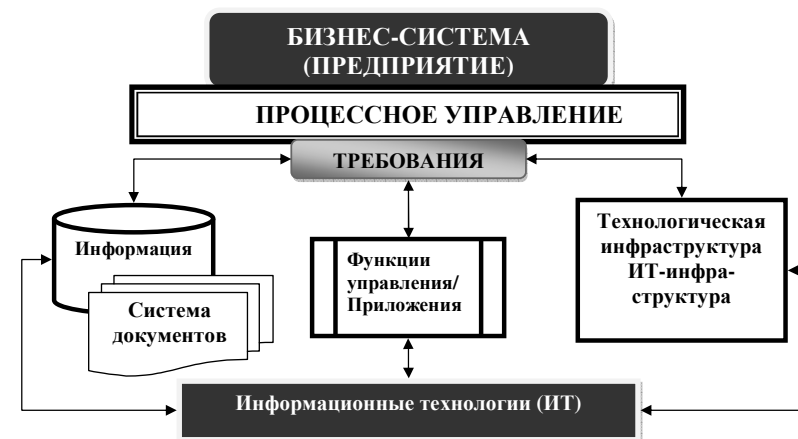 БИЗНЕС-СИСТЕМА
(ПРЕДПРИЯТИЕ)
ПРОЦЕССНОЕ УПРАВЛЕНИЕ
ТРЕБОВАНИЯ
Информация
Система
документов
Функции
управления/
Приложения
Технологическая
инфраструктура
ИТ-инфра-
структура
Информационные технологии (ИТ)